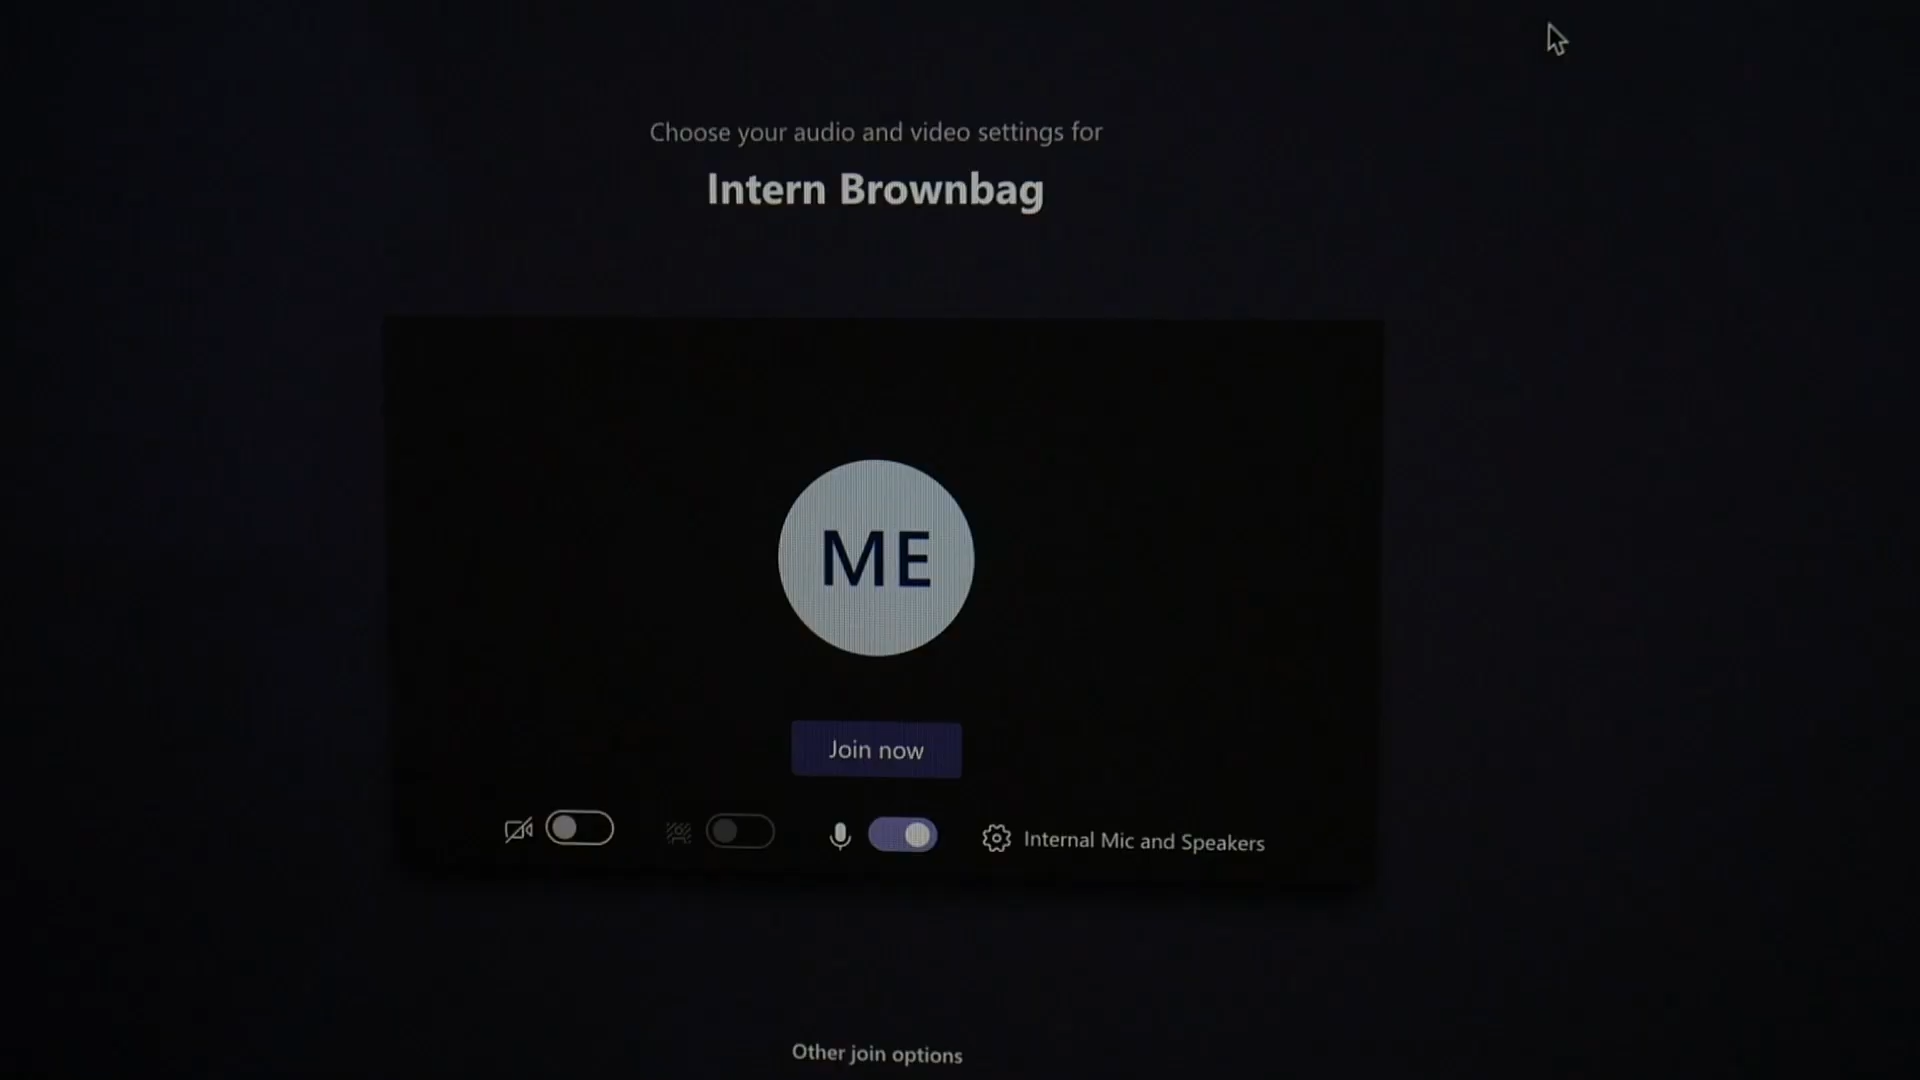 Choose your audio and video settings for
Intern Brownbag
ME
Join now
Internal Mic and Speakers
Other join options